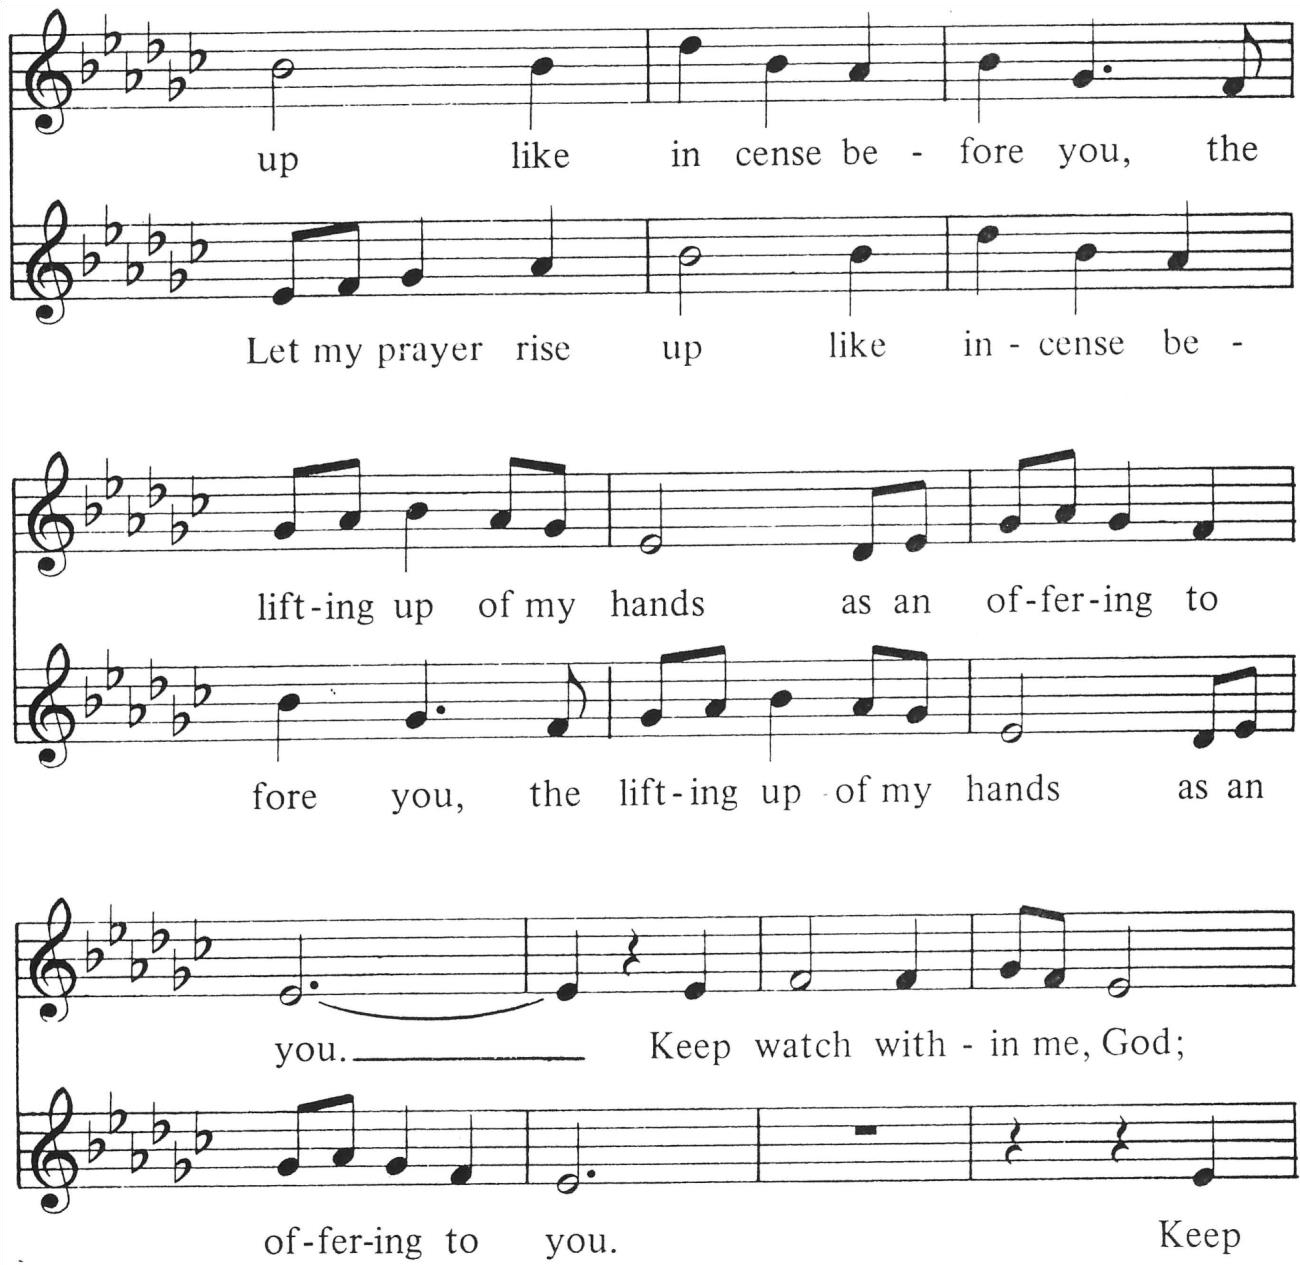 up like in cense be - fore you, the
Let my prayer rise up like in - cense be -
lift-ing up of my hands as an of-fer-ing to
fore you, the lift-ing up of my hands as an
you. Keep watch with - in me, God;
of-fer-ing to you. Keep